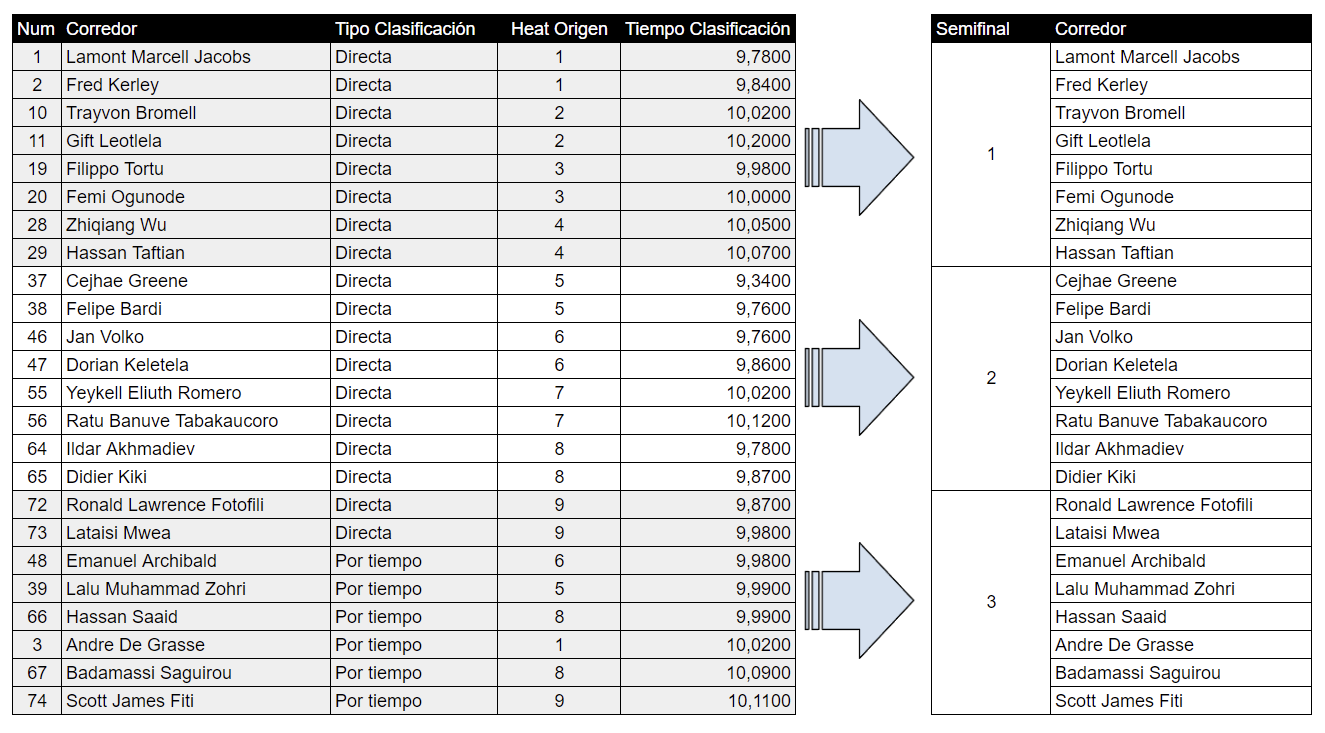 Num Corredor Tipo Clasificación Heat Origen Tiempo Clasificación Semifinal Corredor
1 Lamont Marcell Jacobs Directa 1 9,7800 Lamont Marcell Jacobs
2 Fred Kerley Directa 1 9,8400 Fred Kerley
10 Trayvon Bromell Directa 2 10,0200 Trayvon Bromell
11 Gift Leotlela Directa 2 10,2000 Gift Leotlela
1
19 Filippo Tortu Directa 3 9,9800 Filippo Tortu
20 Femi Ogunode Directa 3 10,0000 Femi Ogunode
28 Zhiqiang Wu Directa 4 10,0500 Zhiqiang Wu
29 Hassan Taftian Directa 4 10,0700 Hassan Taftian
37 Cejhae Greene Directa 5 9,3400 Cejhae Greene
38 Felipe Bardi Directa 5 9,7600 Felipe Bardi
46 Jan Volko Directa 6 9,7600 Jan Volko
47 Dorian Keletela Directa 6 9,8600 Dorian Keletela
2
55 Yeykell Eliuth Romero Directa 7 10,0200 Yeykell Eliuth Romero
56 Ratu Banuve Tabakaucoro Directa 7 10,1200 Ratu Banuve Tabakaucoro
64 Ildar Akhmadiev Directa 8 9,7800 Ildar Akhmadiev
65 Didier Kiki Directa 8 9,8700 Didier Kiki
72 Ronald Lawrence Fotofili Directa 9 9,8700 Ronald Lawrence Fotofili
73 Lataisi Mwea Directa 9 9,9800 Lataisi Mwea
48 Emanuel Archibald Por tiempo 6 9,9800 Emanuel Archibald
39 Lalu Muhammad Zohri Por tiempo 5 9,9900 Lalu Muhammad Zohri
3
66 Hassan Saaid Por tiempo 8 9,9900 Hassan Saaid
3 Andre De Grasse Por tiempo 1 10,0200 Andre De Grasse
67 Badamassi Saguirou Por tiempo 8 10,0900 Badamassi Saguirou
74 Scott James Fiti Por tiempo 9 10,1100 Scott James Fiti